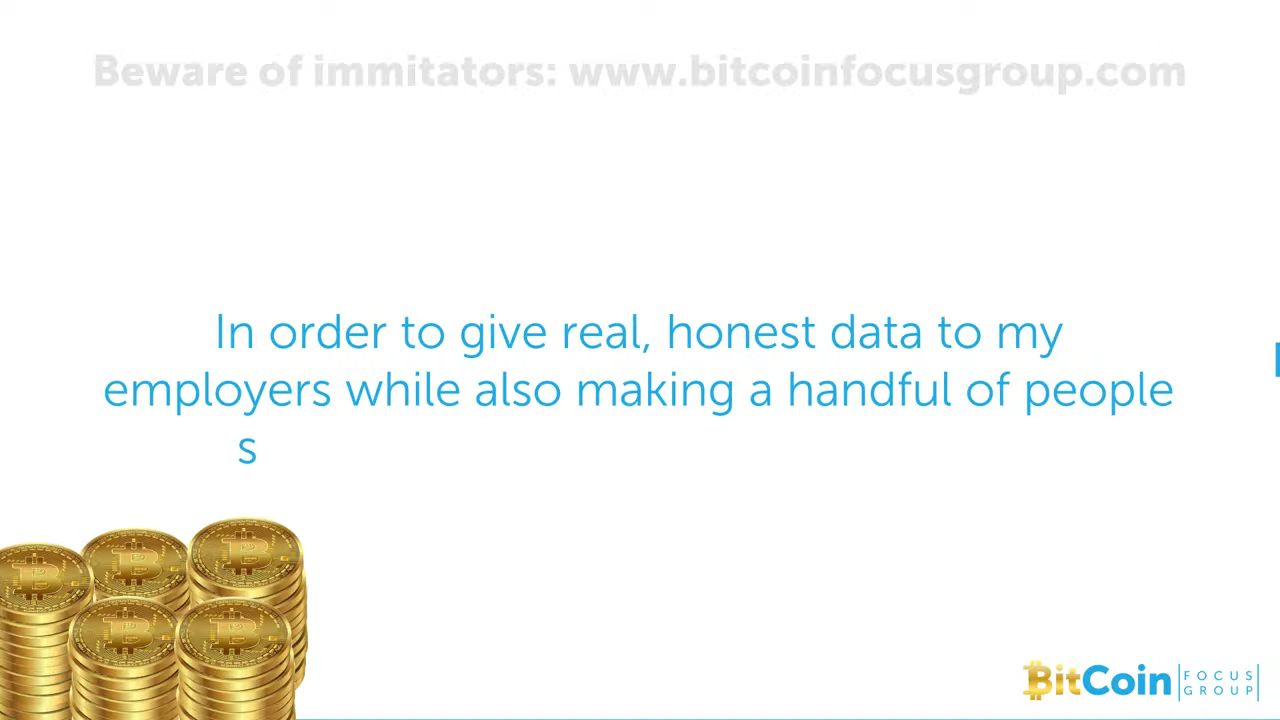 Beware of immitators: www.bitcoinfocusgroup.com
In order to give real, honest data to my
employers while also making a handful of people
s
BitCoin FOCUS
GROUP